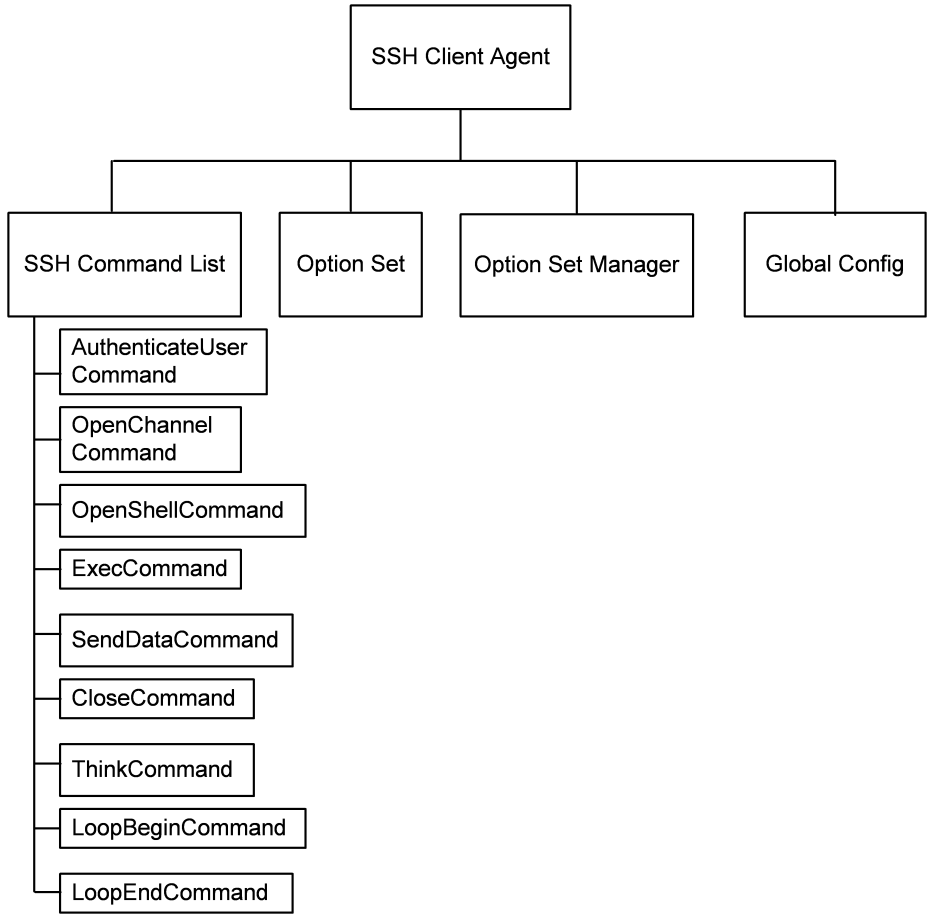 SSH Client Agent
SSH Command List
Option Set
Option Set Manager
Global Config
AuthenticateUser
Command
OpenChannel
Command
OpenShellCommand
ExecCommand
SendDataCommand
CloseCommand
ThinkCommand
LoopBeginCommand
LoopEndCommand